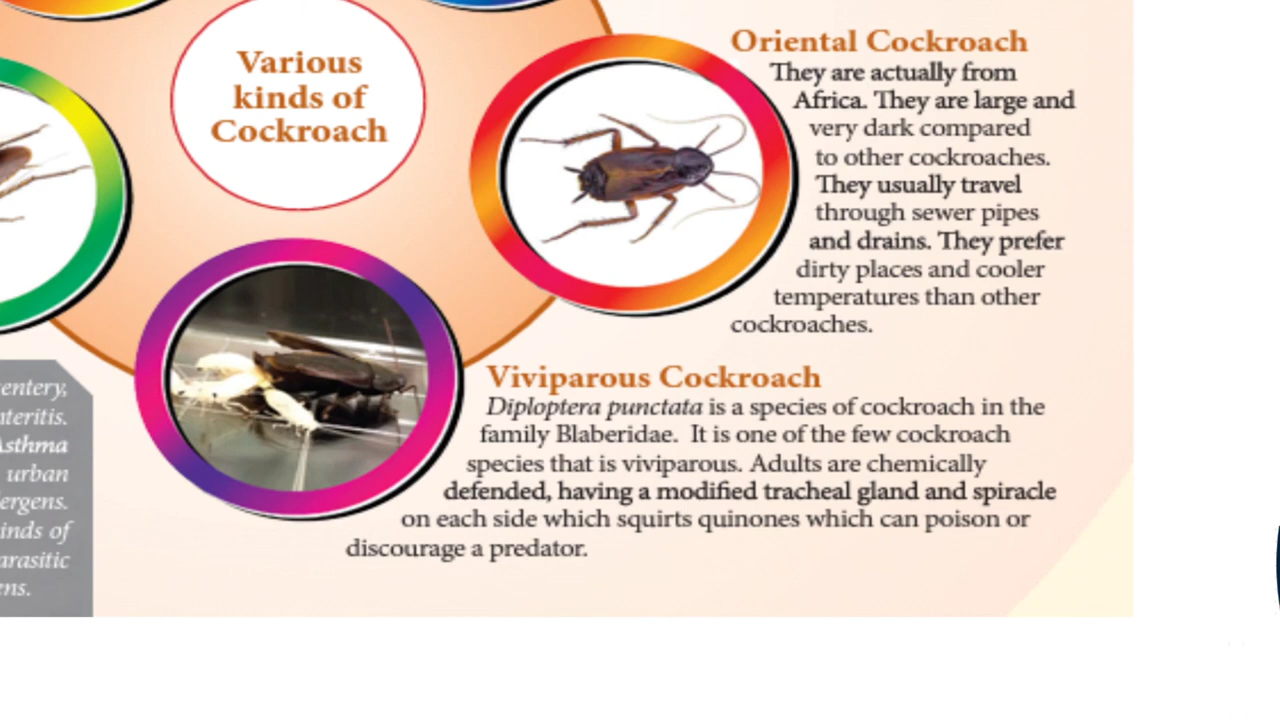 Various
kinds of
Cockroach
Oriental Cockroach
They are actually from
Africa. They are large and
very dark compared
to other cockroaches.
They usually travel
through sewer pipes
and drains. They prefer
dirty places and cooler
temperatures than other
cockroaches.
Viviparous Cockroach
Diploptera punctata is a species of cockroach in the
family Blaberidae. It is one of the few cockroach
species that is viviparous. Adults are chemically
defended, having a modified tracheal gland and spiracle
on each side which squirts quinones which can poison or
discourage a predator.
Asthma
urban
of